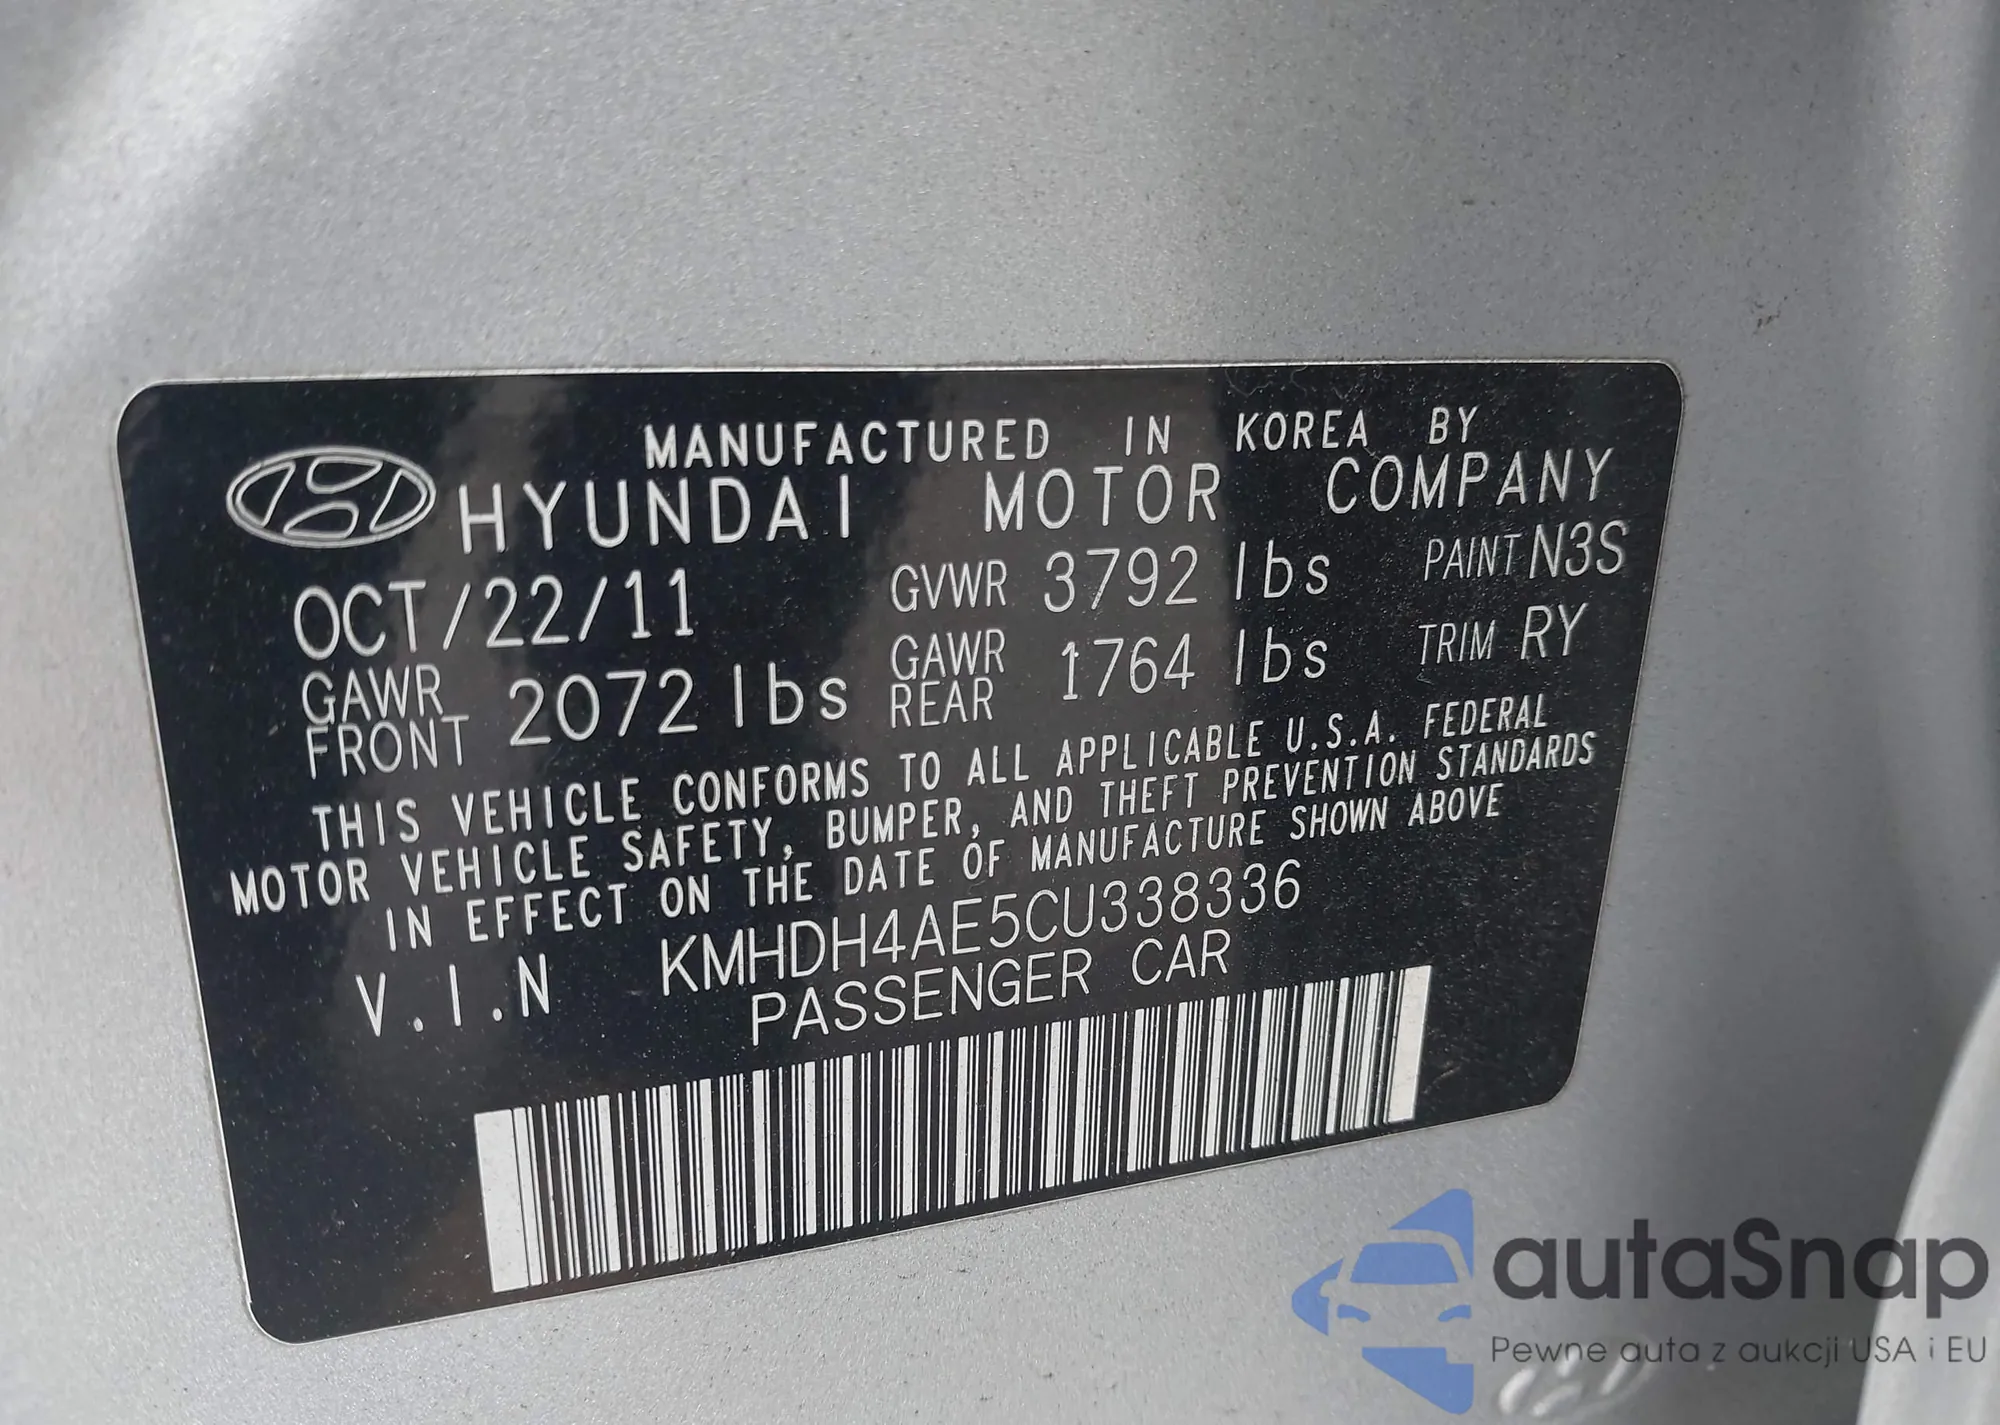 MANUFACTURED IN KOREA BY
HYUNDAI MOTOR COMPANY
OCT/22/11 GVWR 3792 lbs PAINT N3S
GAWR FRONT 2072 lbs GAWR REAR 1764 lbs TRIM RY
THIS VEHICLE CONFORMS TO ALL APPLICABLE U.S.A. FEDERAL
MOTOR VEHICLE SAFETY, BUMPER, AND THEFT PREVENTION STANDARDS
IN EFFECT ON THE DATE OF MANUFACTURE SHOWN ABOVE
V.I.N KMHDH4AE5CU338336
PASSENGER CAR
autaSnap
Pewne auta z aukcji USA i EU